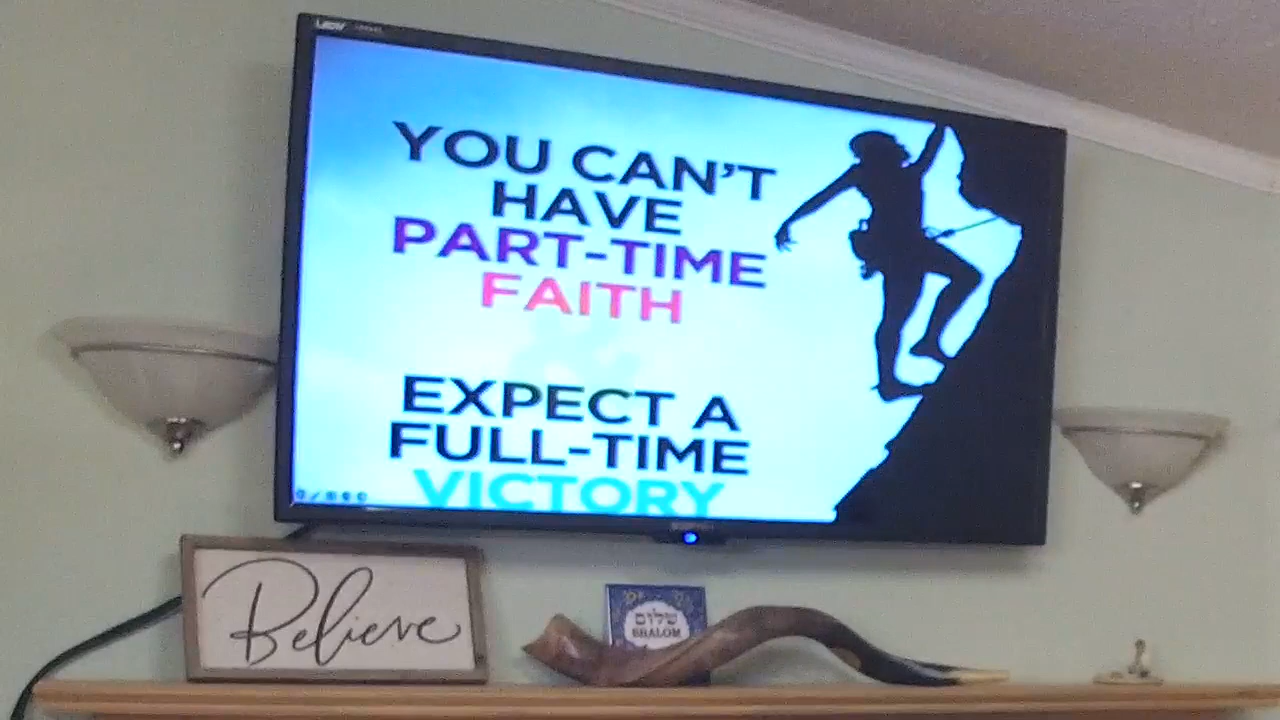 YOU CAN'T
HAVE
PART-TIME
FAITH
EXPECT A
FULL-TIME
VICTORY
Believe
שלום
SHALOM